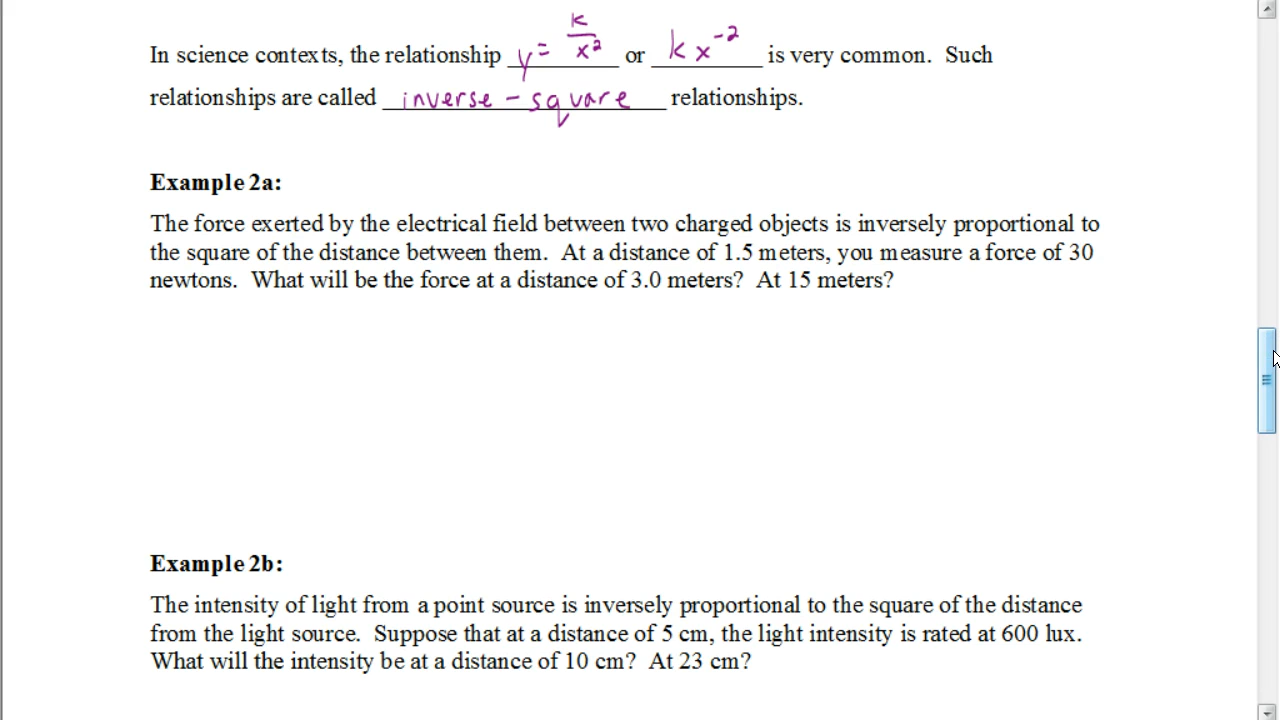 In science contexts, the relationship y = k/x² or kx⁻² is very common. Such
relationships are called inverse - square relationships.
Example 2a:
The force exerted by the electrical field between two charged objects is inversely proportional to
the square of the distance between them. At a distance of 1.5 meters, you measure a force of 30
newtons. What will be the force at a distance of 3.0 meters? At 15 meters?
Example 2b:
The intensity of light from a point source is inversely proportional to the square of the distance
from the light source. Suppose that at a distance of 5 cm, the light intensity is rated at 600 lux.
What will the intensity be at a distance of 10 cm? At 23 cm?